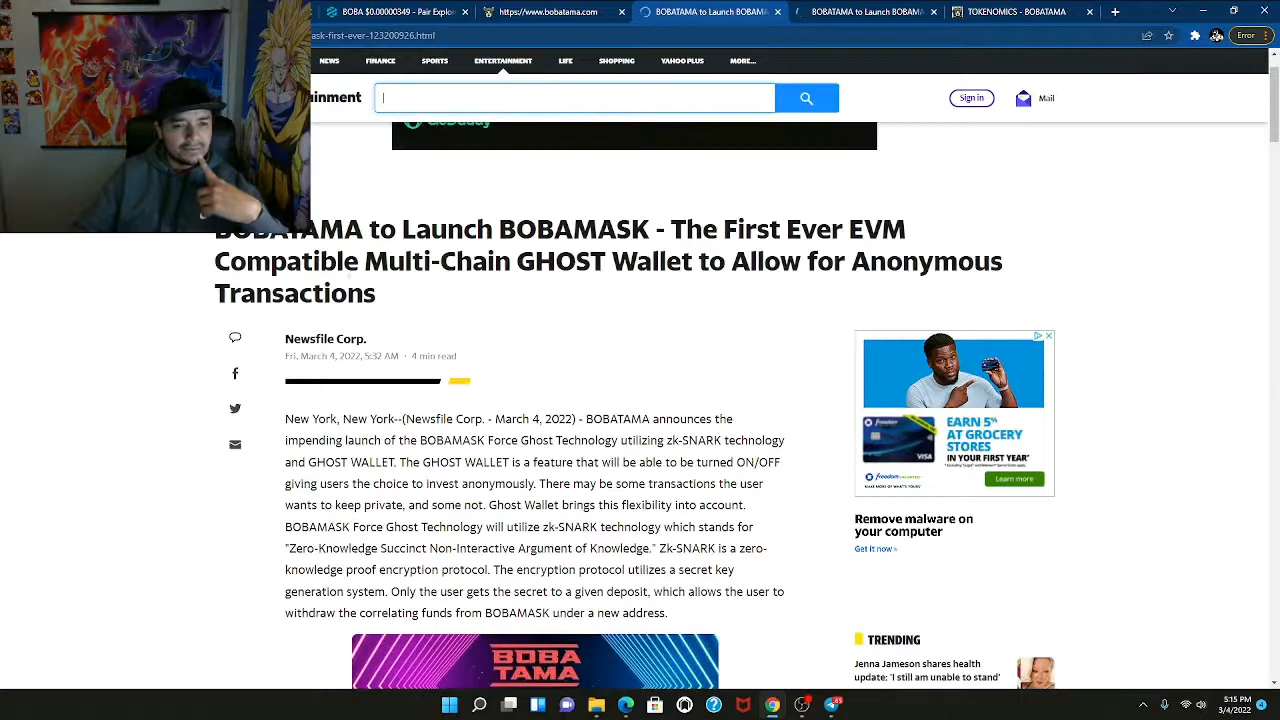 BOBA $0.00000349 - Pair Explor
https://www.bobatama.com
BOBATAMA to Launch BOBAM
BOBATAMA to Launch BOBAMA
TOKENOMICS - BOBATAMA
ask-first-ever-123200926.html
Error
NEWS FINANCE SPORTS ENTERTAINMENT LIFE SHOPPING YAHOO PLUS MORE...
ainment
Sign in
Mail
GoDaddy
BOBATAMA to Launch BOBAMASK - The First Ever EVM
Compatible Multi-Chain GHOST Wallet to Allow for Anonymous
Transactions
Newsfile Corp.
Fri, March 4, 2022, 5:32 AM · 4 min read
New York, New York--(Newsfile Corp. - March 4, 2022) - BOBATAMA announces the
impending launch of the BOBAMASK Force Ghost Technology utilizing zk-SNARK technology
and GHOST WALLET. The GHOST WALLET is a feature that will be able to be turned ON/OFF
giving users the choice to invest anonymously. There may be some transactions the user
wants to keep private, and some not. Ghost Wallet brings this flexibility into account.
BOBAMASK Force Ghost Technology will utilize zk-SNARK technology which stands for
"Zero-Knowledge Succinct Non-Interactive Argument of Knowledge." Zk-SNARK is a zero-
knowledge proof encryption protocol. The encryption protocol utilizes a secret key
generation system. Only the user gets the secret to a given deposit, which allows the user to
withdraw the correlating funds from BOBAMASK under a new address.
BOBA
TAMA
EARN 5%
AT GROCERY
STORES
IN YOUR FIRST YEAR*
VISA
freedom UNLIMITED
Learn more
Remove malware on
your computer
Get it now »
TRENDING
Jenna Jameson shares health
update: 'I still am unable to stand'
5:15 PM
3/4/2022